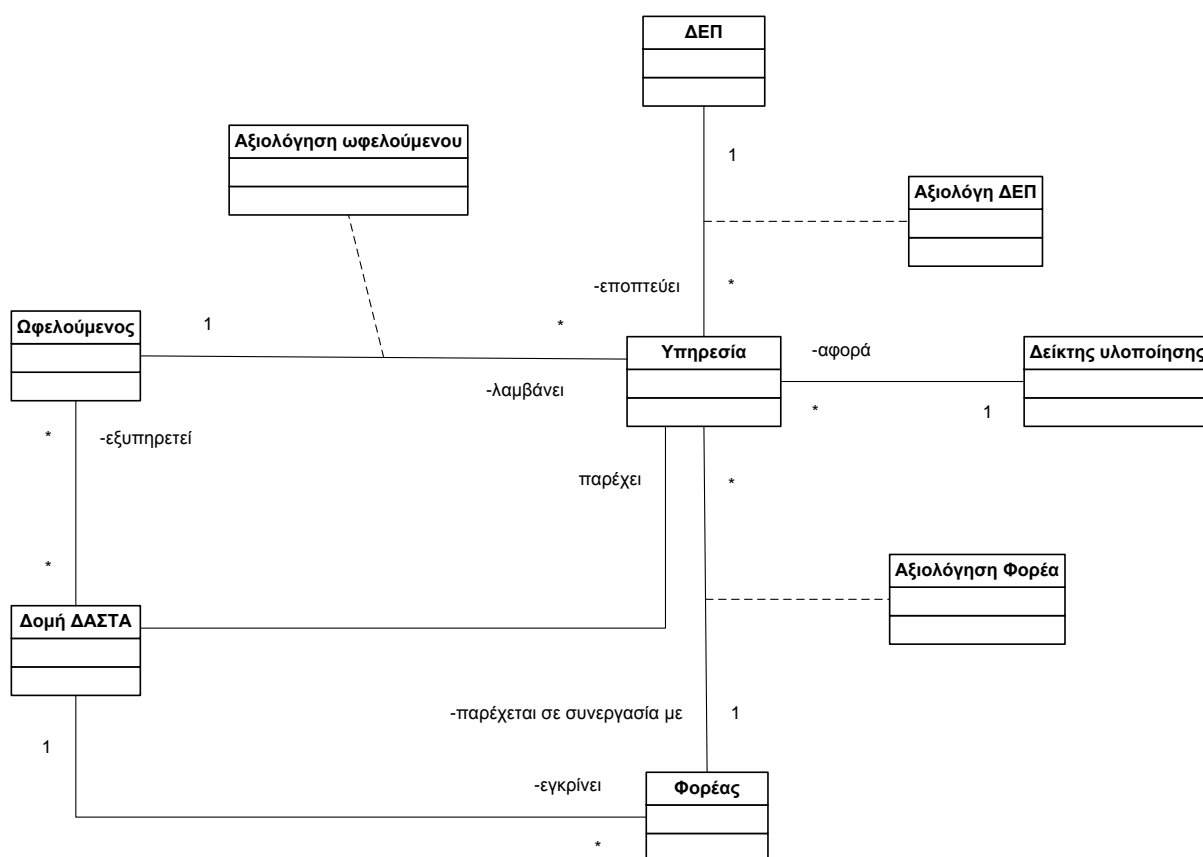 ΔΕΠ
Αξιολόγηση ωφελούμενου
1
Αξιολόγη ΔΕΠ
-εποπτεύει
*
Ωφελούμενος
1
*
Υπηρεσία
-αφορά
Δείκτης υλοποίησης
-λαμβάνει
*
1
*
-εξυπηρετεί
παρέχει
*
*
Αξιολόγηση Φορέα
Δομή ΔΑΣΤΑ
-παρέχεται σε συνεργασία με
1
1
-εγκρίνει
Φορέας
*